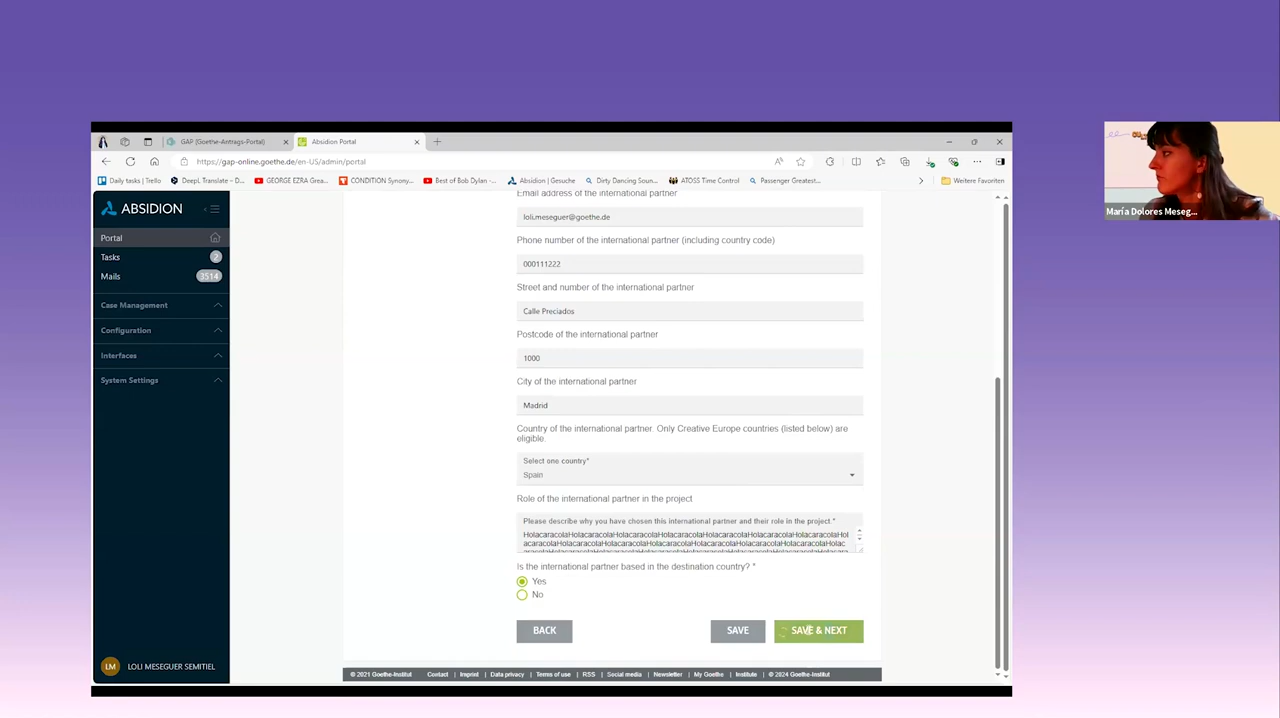 GAP (Goethe-Antrags-Portal)
Absidion Portal
https://gap-online.goethe.de/en-US/admin/portal
Daily tasks | Trello
DeepL Translate – D...
GEORGE EZRA Grea...
CONDITION Synony...
Best of Bob Dylan -...
Absidion | Gesuche
Dirty Dancing Soun...
ATOSS Time Control
Passenger Greatest...
Weitere Favoriten
ABSIDION
Portal
Tasks
2
Mails
3514
Case Management
Configuration
Interfaces
System Settings
LM
LOLI MESEGUER SEMITIEL
Email address of the international partner
loli.meseguer@goethe.de
Phone number of the international partner (including country code)
000111222
Street and number of the international partner
Calle Preciados
Postcode of the international partner
1000
City of the international partner
Madrid
Country of the international partner. Only Creative Europe countries (listed below) are
eligible.
Select one country*
Spain
Role of the international partner in the project
Please describe why you have chosen this international partner and their role in the project *
HolacaracolaHolacaracolaHolacaracolaHolacaracolaHolacaracolaHolacaracolaHolacaracolaHol
acaracolaHolacaracolaHolacaracolaHolacaracolaHolacaracolaHolacaracolaHolacaracolaHolac
Is the international partner based in the destination country? *
Yes
No
BACK
SAVE
SAVE & NEXT
© 2021 Goethe-Institut
Contact
| Imprint
| Data privacy
| Terms of use
| RSS
| Social media
| Newsletter
| My Goethe
| Institute
| © 2024 Goethe-Institut
María Dolores Meseg...